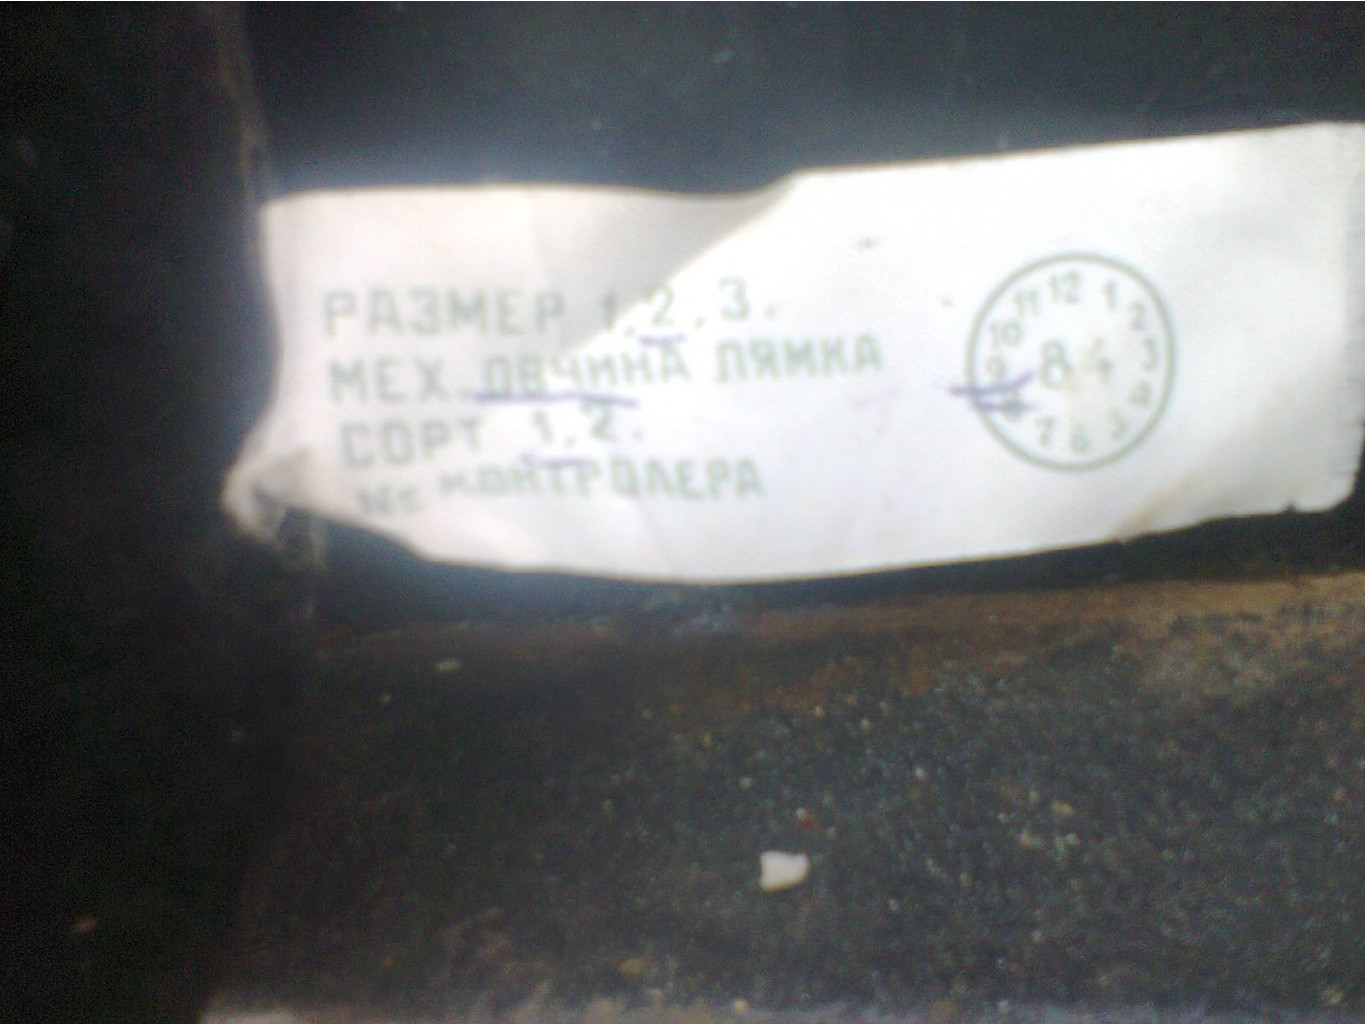 РАЗМЕР 1, 2, 3.
МЕХ ОВЧИНА ЛЯМКА
СОРТ 1, 2.
№ КОНТРОЛЕРА
12 1 2 3 4 5 6 7 8 9 10 11
84